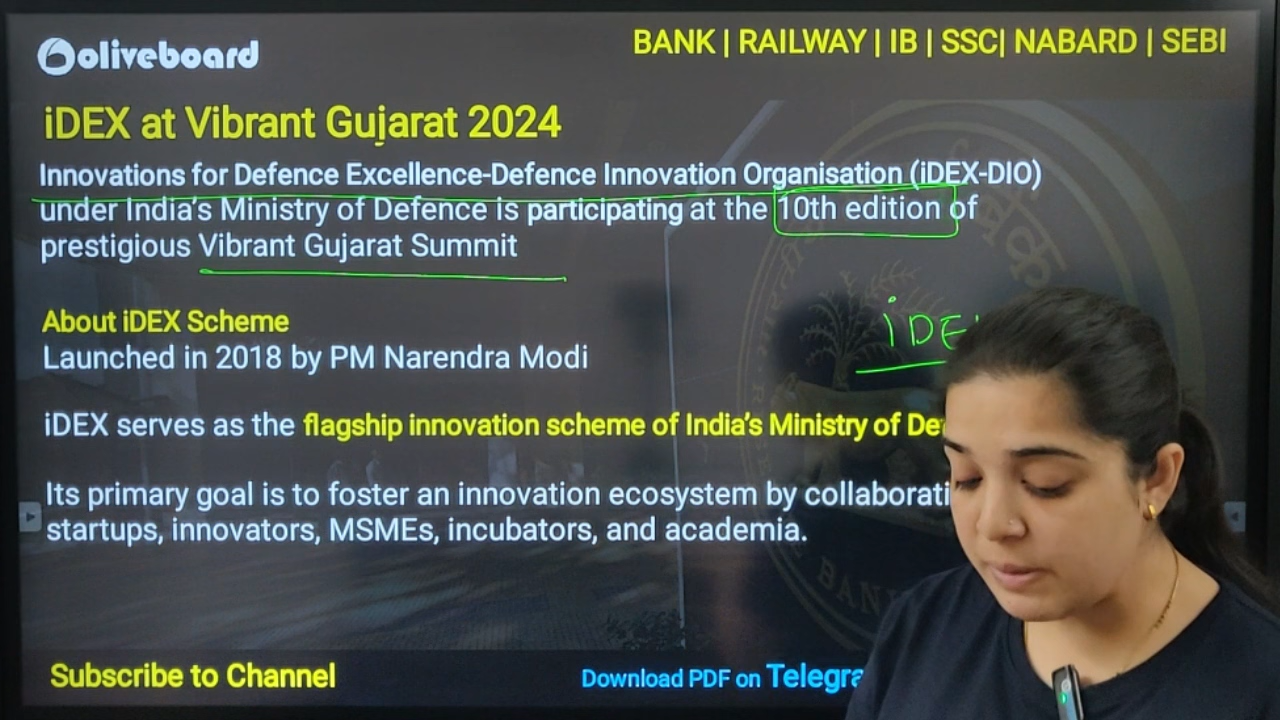 oliveboard
BANK | RAILWAY | IB | SSC| NABARD | SEBI
iDEX at Vibrant Gujarat 2024
Innovations for Defence Excellence-Defence Innovation Organisation (iDEX-DIO)
under India's Ministry of Defence is participating at the 10th edition of
prestigious Vibrant Gujarat Summit
iDE
About iDEX Scheme
Launched in 2018 by PM Narendra Modi
iDEX serves as the flagship innovation scheme of India's Ministry of De
Its primary goal is to foster an innovation ecosystem by collaborati
startups, innovators, MSMEs, incubators, and academia.
BANK
Subscribe to Channel
Download PDF on Telegra